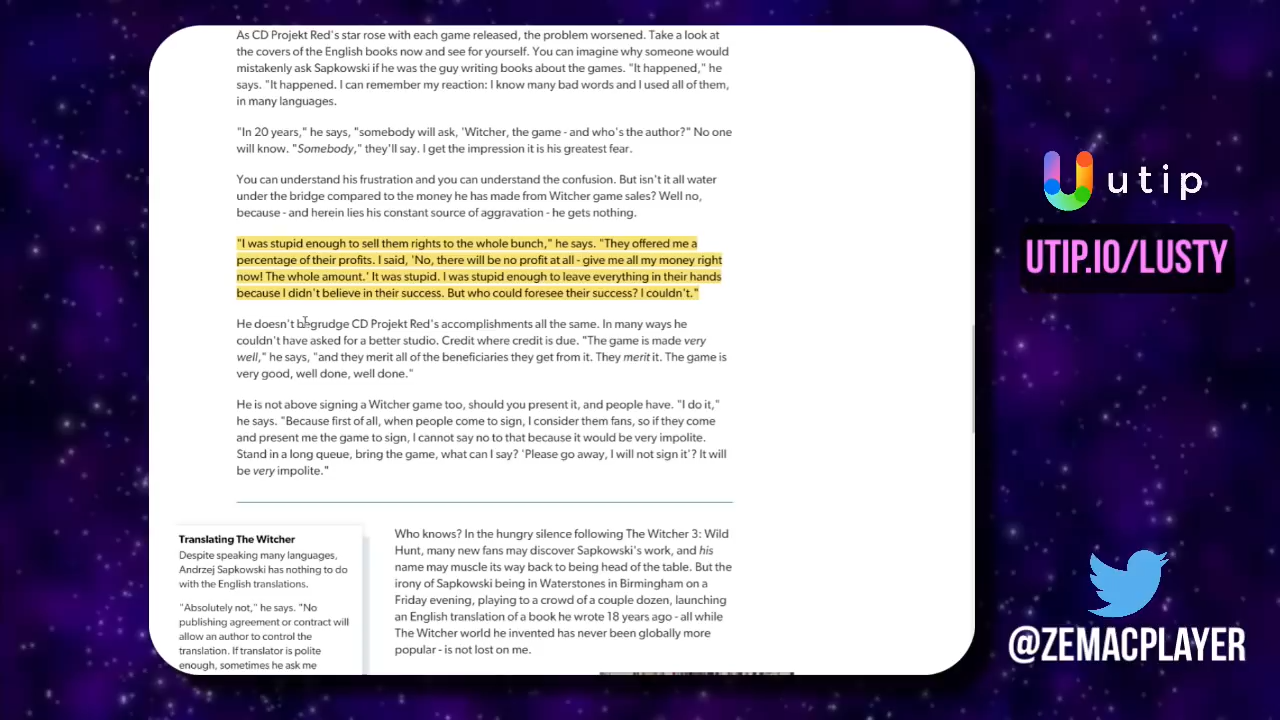 As CD Projekt Red's star rose with each game released, the problem worsened. Take a look at
the covers of the English books now and see for yourself. You can imagine why someone would
mistakenly ask Sapkowski if he was the guy writing books about the games. "It happened," he
says. "It happened. I can remember my reaction: I know many bad words and I used all of them,
in many languages.
"In 20 years," he says, "somebody will ask, 'Witcher, the game - and who's the author?'" No one
will know. "Somebody," they'll say. I get the impression it is his greatest fear.
You can understand his frustration and you can understand the confusion. But isn't it all water
under the bridge compared to the money he has made from Witcher game sales? Well no,
because - and herein lies his constant source of aggravation - he gets nothing.
"I was stupid enough to sell them rights to the whole bunch," he says. "They offered me a
percentage of their profits. I said, 'No, there will be no profit at all - give me all my money right
now! The whole amount.' It was stupid. I was stupid enough to leave everything in their hands
because I didn't believe in their success. But who could foresee their success? I couldn't."
He doesn't begrudge CD Projekt Red's accomplishments all the same. In many ways he
couldn't have asked for a better studio. Credit where credit is due. "The game is made very
well," he says, "and they merit all of the beneficiaries they get from it. They merit it. The game is
very good, well done, well done."
He is not above signing a Witcher game too, should you present it, and people have. "I do it,"
he says. "Because first of all, when people come to sign, I consider them fans, so if they come
and present me the game to sign, I cannot say no to that because it would be very impolite.
Stand in a long queue, bring the game, what can I say? 'Please go away, I will not sign it'? It will
be very impolite."
Translating The Witcher
Despite speaking many languages,
Andrzej Sapkowski has nothing to do
with the English translations.
"Absolutely not," he says. "No
publishing agreement or contract will
allow an author to control the
translation. If translator is polite
enough, sometimes he ask me
Who knows? In the hungry silence following The Witcher 3: Wild
Hunt, many new fans may discover Sapkowski's work, and his
name may muscle its way back to being head of the table. But the
irony of Sapkowski being in Waterstones in Birmingham on a
Friday evening, playing to a crowd of a couple dozen, launching
an English translation of a book he wrote 18 years ago - all while
The Witcher world he invented has never been globally more
popular - is not lost on me.
utip
UTIP.IO/LUSTY
@ZEMACPLAYER